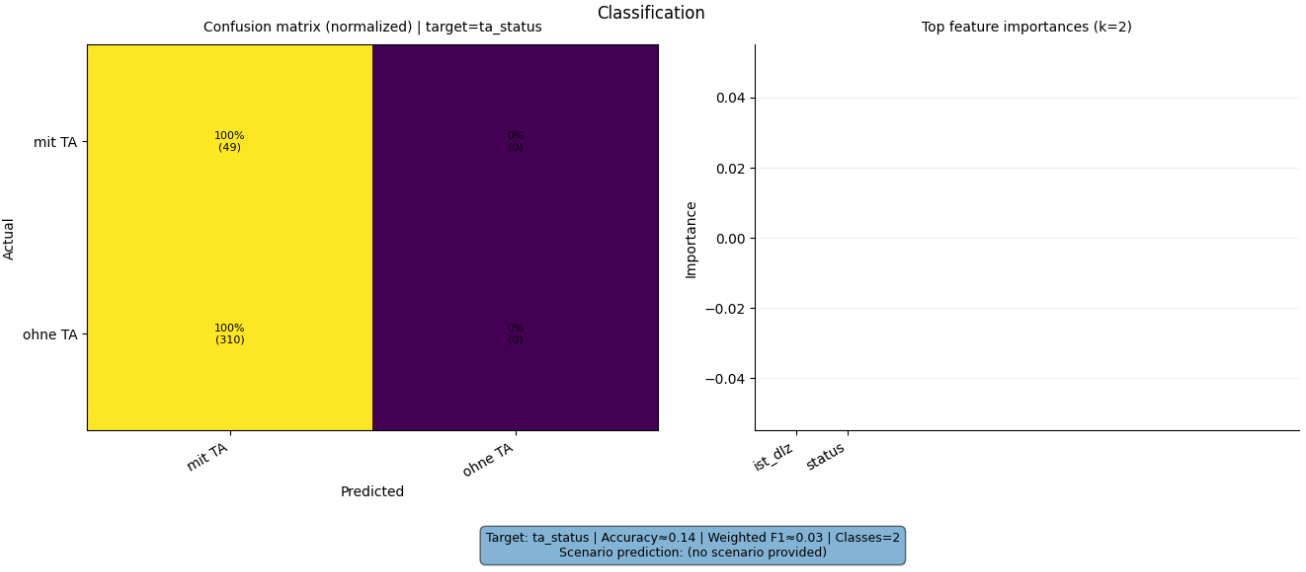 Classification
Confusion matrix (normalized) | target=ta_status
Actual
mit TA
ohne TA
100%
(49)
0%
(0)
100%
(310)
0%
(0)
mit TA
ohne TA
Predicted
Top feature importances (k=2)
Importance
0.04
0.02
0.00
−0.02
−0.04
ist_dlz
status
Target: ta_status | Accuracy≈0.14 | Weighted F1≈0.03 | Classes=2
Scenario prediction: (no scenario provided)